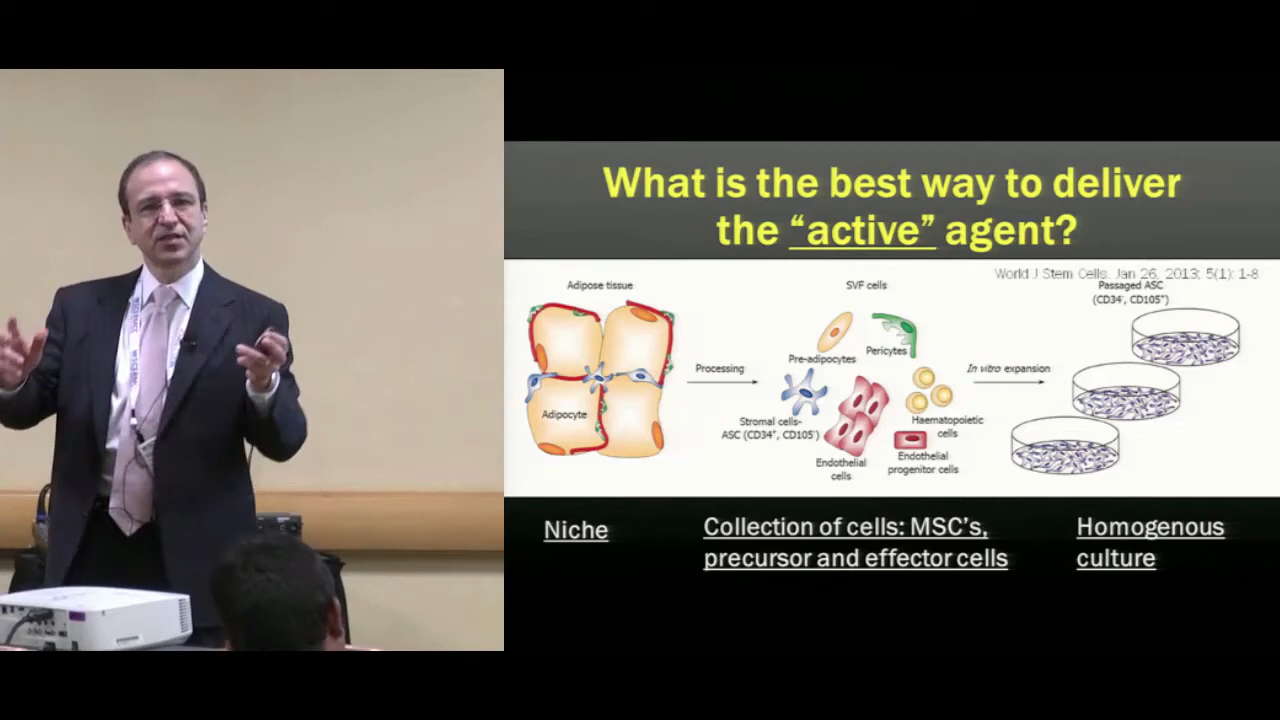 What is the best way to deliver
the “active” agent?
World J Stem Cells. Jan 26, 2013; 5(1): 1-8
Adipose tissue
SVF cells
Passaged ASC
(CD34⁻, CD105⁺)
Pre-adipocytes
Pericytes
Processing
In vitro expansion
Adipocyte
Stromal cells-
ASC (CD34⁺, CD105⁻)
Haematopoietic
cells
Endothelial
cells
Endothelial
progenitor cells
Niche
Collection of cells: MSC’s,
precursor and effector cells
Homogenous
culture